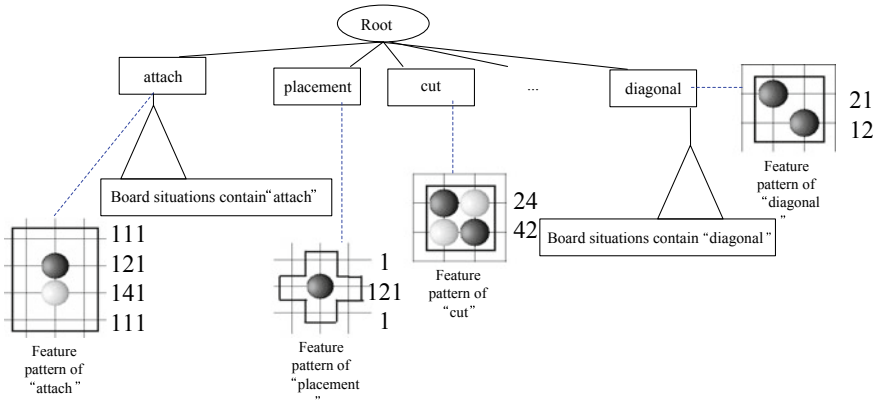 Root
attach
placement
cut
...
diagonal
21
12
Feature
pattern of
“diagonal
”
Board situations contain“attach”
24
42
Board situations contain “diagonal”
Feature
pattern of
“cut”
111
121
141
111
Feature
pattern of
“attach”
1
121
1
Feature
pattern of
“placement
”